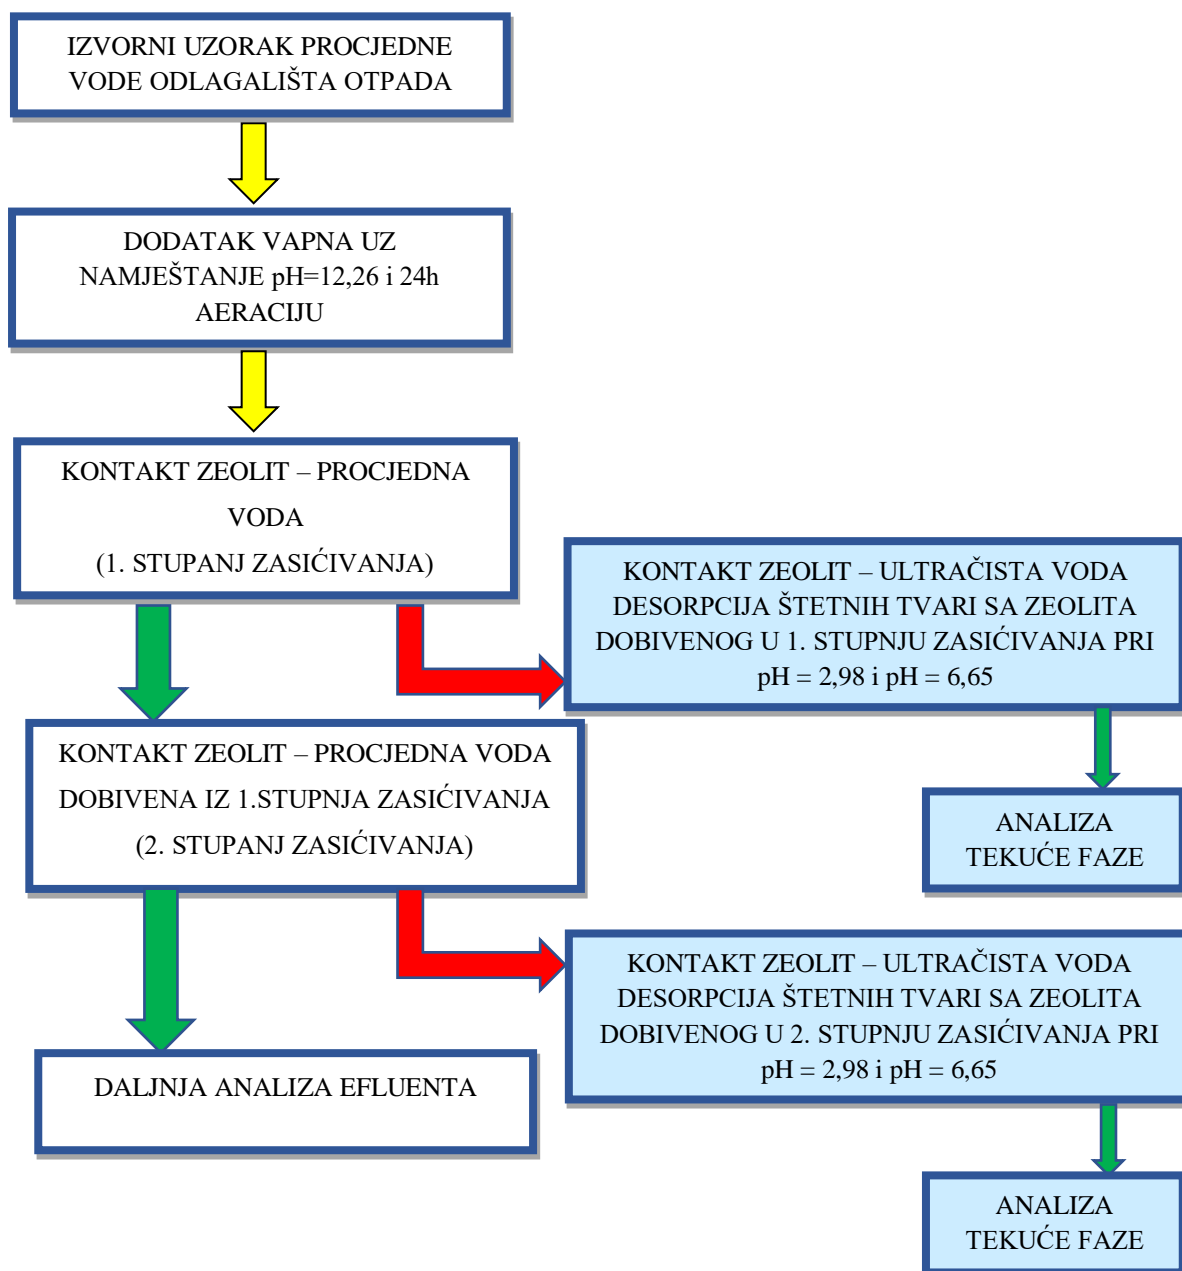 IZVORNI UZORAK PROCJEDNE
VODE ODLAGALIŠTA OTPADA
DODATAK VAPNA UZ
NAMJEŠTANJE pH=12,26 i 24h
AERACIJU
KONTAKT ZEOLIT – PROCJEDNA
VODA
(1. STUPANJ ZASIĆIVANJA)
KONTAKT ZEOLIT – ULTRAČISTA VODA
DESORPCIJA ŠTETNIH TVARI SA ZEOLITA
DOBIVENOG U 1. STUPNJU ZASIĆIVANJA PRI
pH = 2,98 i pH = 6,65
ANALIZA
TEKUĆE FAZE
KONTAKT ZEOLIT – PROCJEDNA VODA
DOBIVENA IZ 1.STUPNJA ZASIĆIVANJA
(2. STUPANJ ZASIĆIVANJA)
KONTAKT ZEOLIT – ULTRAČISTA VODA
DESORPCIJA ŠTETNIH TVARI SA ZEOLITA
DOBIVENOG U 2. STUPNJU ZASIĆIVANJA PRI
pH = 2,98 i pH = 6,65
ANALIZA
TEKUĆE FAZE
DALJNJA ANALIZA EFLUENTA